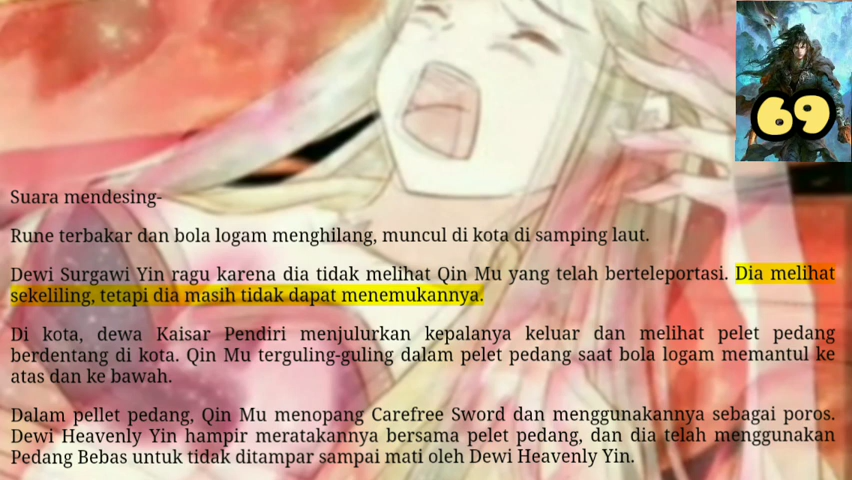 69
Suara mendesing-
Rune terbakar dan bola logam menghilang, muncul di kota di samping laut.
Dewi Surgawi Yin ragu karena dia tidak melihat Qin Mu yang telah berteleportasi. Dia melihat
sekeliling, tetapi dia masih tidak dapat menemukannya.
Di kota, dewa Kaisar Pendiri menjulurkan kepalanya keluar dan melihat pelet pedang
berdentang di kota. Qin Mu terguling-guling dalam pelet pedang saat bola logam memantul ke
atas dan ke bawah.
Dalam pellet pedang, Qin Mu menopang Carefree Sword dan menggunakannya sebagai poros.
Dewi Heavenly Yin hampir meratakannya bersama pelet pedang, dan dia telah menggunakan
Pedang Bebas untuk tidak ditampar sampai mati oleh Dewi Heavenly Yin.